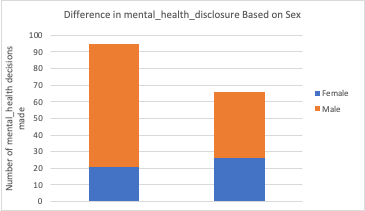 Difference in mental_health_disclosure Based on Sex
Number of mental_health decisions
made
100
90
80
70
60
50
40
30
20
10
0
Female
Male